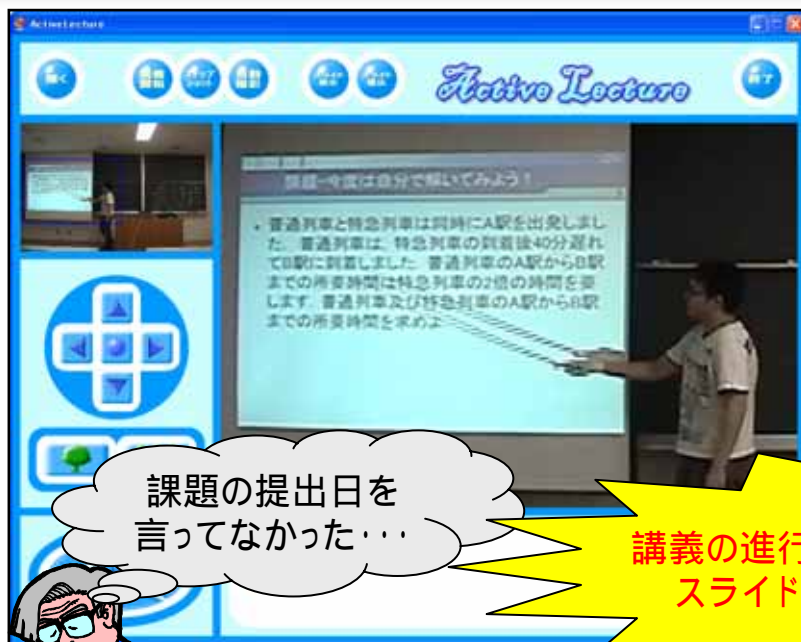 ActiveLecture
Active Lecture
終了
課題-今度は自分で解いてみよう！
・普通列車と特急列車は同時にA駅を出発しまし
た．普通列車は，特急列車の到着後40分遅れ
てB駅に到着しました．普通列車のA駅からB駅
までの所要時間は特急列車の2倍の時間を要
します．普通列車及び特急列車のA駅からB駅
までの所要時間を求めよ
課題の提出日を
言ってなかった･･･
講義の進行
スライド